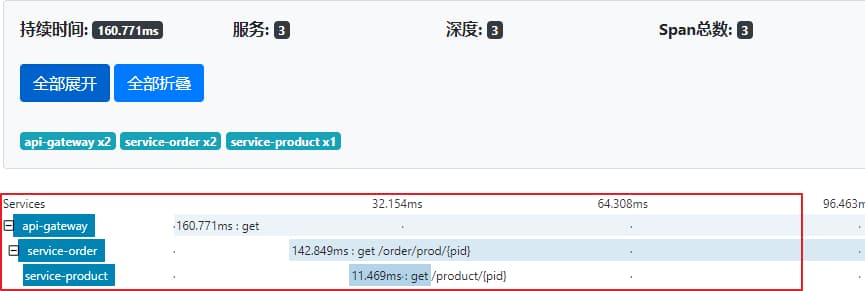 持续时间: 160.771ms 服务: 3 深度: 3 Span总数: 3
全部展开 全部折叠
api-gateway x2 service-order x2 service-product x1
Services 32.154ms 64.308ms 96.463m
api-gateway 160.771ms : get
service-order 142.849ms : get /order/prod/{pid}
service-product 11.469ms : get /product/{pid}